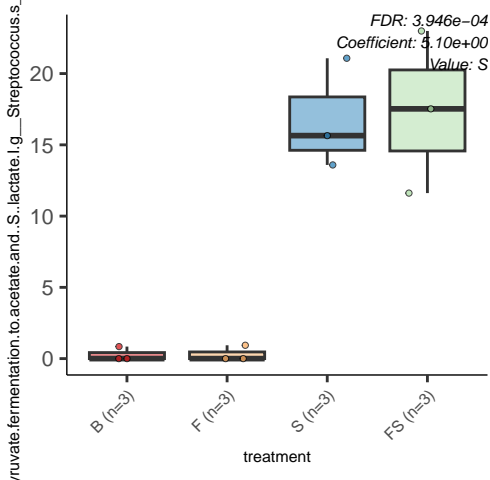 FDR: 3.946e−04
Coefficient: 5.10e+00
Value: S
yruvate.fermentation.to.acetate.and..S..lactate.I.g__Streptococcus.s_
20
15
10
5
0
B (n=3)
F (n=3)
S (n=3)
FS (n=3)
treatment